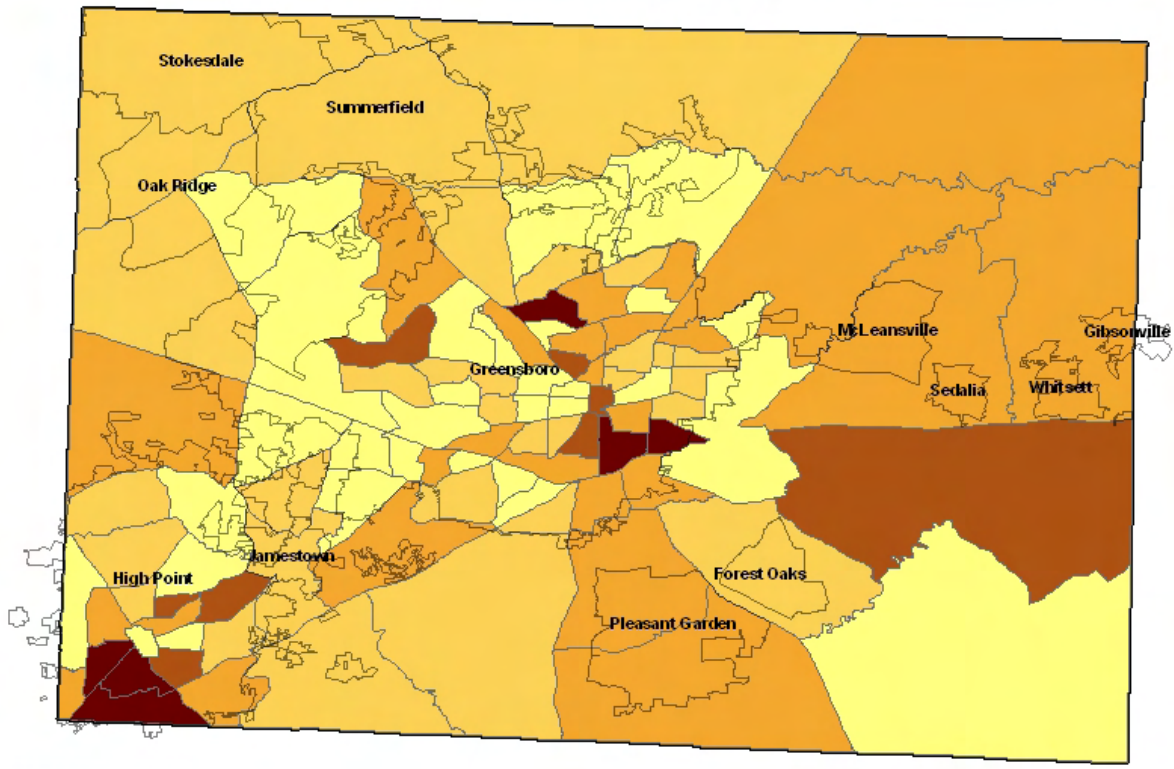 Stokesdale
Summerfield
Oak Ridge
McLeansville
Gibsonville
Greensboro
Sedalia
Whitsett
Jamestown
High Point
Forest Oaks
Pleasant Garden